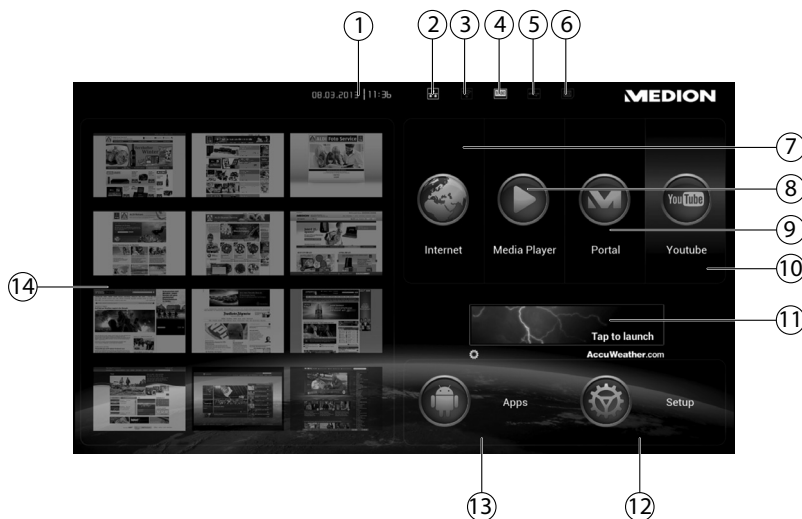 1 2 3 4 5 6
08.03.2013 | 11:36
MEDION
7
8
You Tube
Internet Media Player Portal Youtube
9
10
14
11
Tap to launch
AccuWeather.com
Apps Setup
13 12